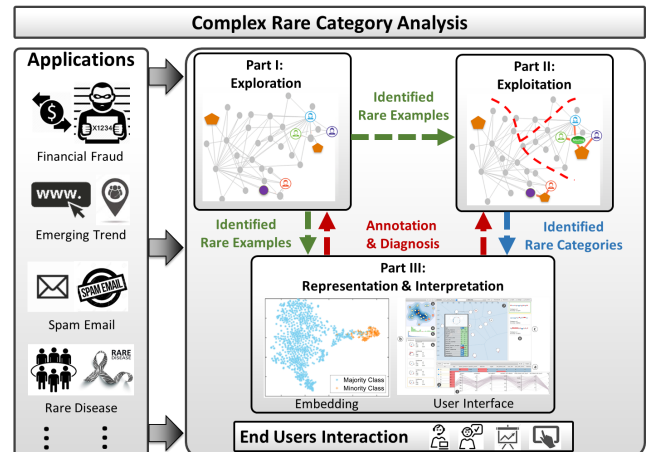 Complex Rare Category Analysis
Applications
X1234
Financial Fraud
www.
Emerging Trend
SPAM EMAIL
Spam Email
RARE
DISEASE
Rare Disease
Part I:
Exploration
Identified
Rare Examples
Part II:
Exploitation
Identified
Rare Examples
Annotation
& Diagnosis
Identified
Rare Categories
Part III:
Representation & Interpretation
Majority Class
Minority Class
Embedding
User Interface
End Users Interaction